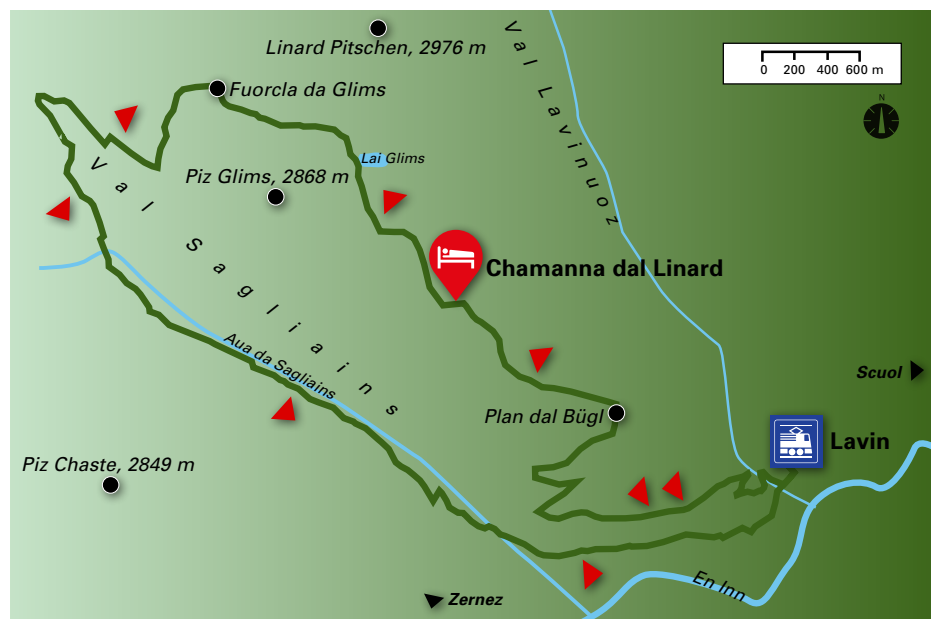 Linard Pitschen, 2976 m
Val Lavinuoz
0 200 400 600 m
N
Fuorcla da Glims
Lai Glims
Val Sagliains
Piz Glims, 2868 m
Chamanna dal Linard
Aua da Sagliains
Scuol
Plan dal Bügl
Lavin
Piz Chaste, 2849 m
En Inn
Zernez